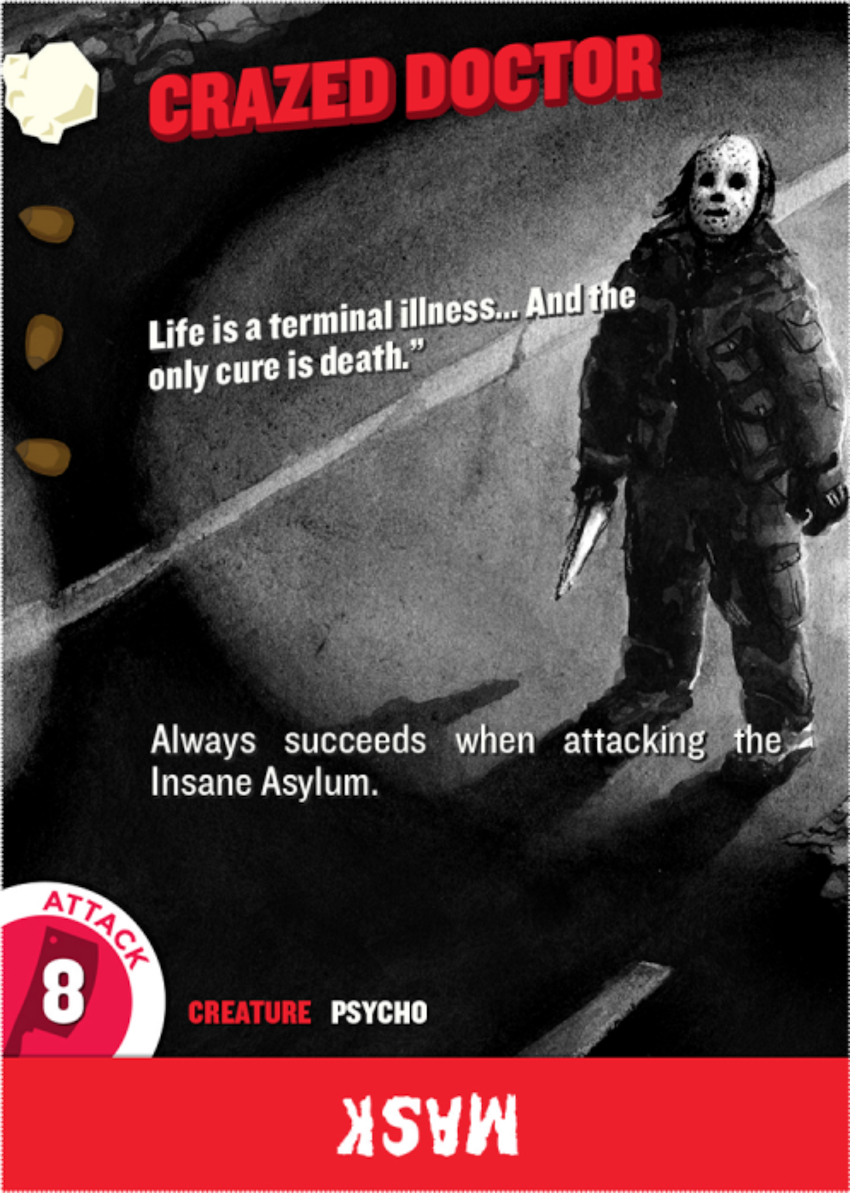 CRAZED DOCTOR
Life is a terminal illness... And the
only cure is death.”
Always succeeds when attacking the
Insane Asylum.
ATTACK
8
CREATURE PSYCHO
MASK